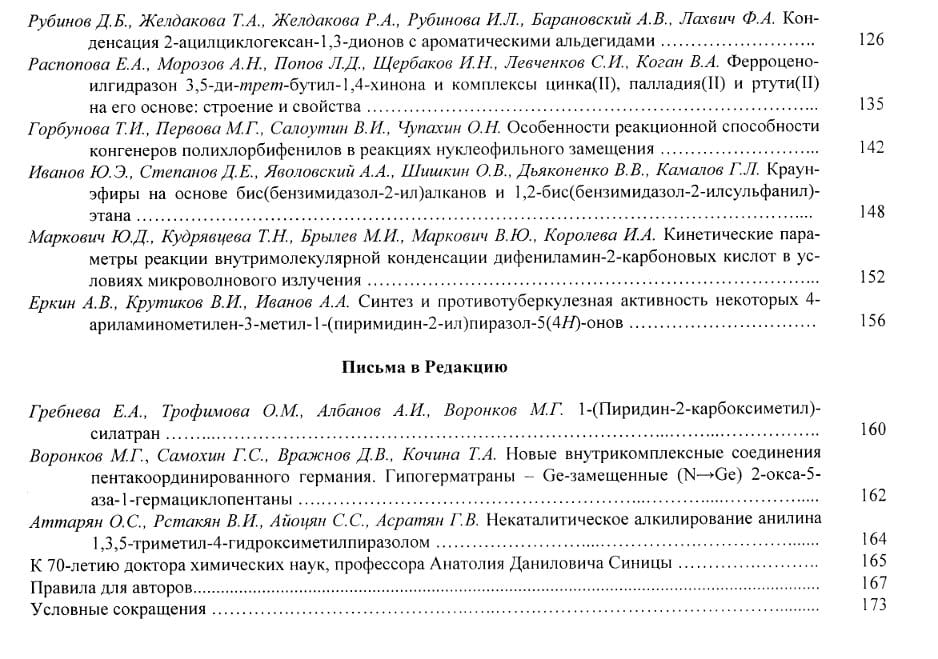 Рубинов Д.Б., Желдакова Т.А., Желдакова Р.А., Рубинова И.Л., Барановский А.В., Лахвич Ф.А. Кон-
денсация 2-ацилциклогексан-1,3-дионов с ароматическими альдегидами ........................ 126
Распопова Е.А., Морозов А.Н., Попов Л.Д., Щербаков И.Н., Левченков С.И., Коган В.А. Ферроцено-
илгидразон 3,5-ди-трет-бутил-1,4-хинона и комплексы цинка(II), палладия(II) и ртути(II)
на его основе: строение и свойства ........................ 135
Горбунова Т.И., Первова М.Г., Салоутин В.И., Чупахин О.Н. Особенности реакционной способности
конгенеров полихлорбифенилов в реакциях нуклеофильного замещения ........................ 142
Иванов Ю.Э., Степанов Д.Е., Яволовский А.А., Шишкин О.В., Дьяконенко В.В., Камалов Г.Л. Краун-
эфиры на основе бис(бензимидазол-2-ил)алканов и 1,2-бис(бензимидазол-2-илсульфанил)-
этана ........................ 148
Маркович Ю.Д., Кудрявцева Т.Н., Брылев М.И., Маркович В.Ю., Королева И.А. Кинетические пара-
метры реакции внутримолекулярной конденсации дифениламин-2-карбоновых кислот в ус-
ловиях микроволнового излучения ........................ 152
Еркин А.В., Крутиков В.И., Иванов А.А. Синтез и противотуберкулезная активность некоторых 4-
ариламинометилен-3-метил-1-(пиримидин-2-ил)пиразол-5(4H)-онов ........................ 156
Письма в Редакцию
Гребнева Е.А., Трофимова О.М., Албанов А.И., Воронков М.Г. 1-(Пиридин-2-карбоксиметил)-
силатран ........................ 160
Воронков М.Г., Самохин Г.С., Вражнов Д.В., Кочина Т.А. Новые внутрикомплексные соединения
пентакоординированного германия. Гипогерматраны – Ge-замещенные (N→Ge) 2-окса-5-
аза-1-гермациклопентаны ........................ 162
Аттарян О.С., Рстакян В.И., Айоцян С.С., Асратян Г.В. Некаталитическое алкилирование анилина
1,3,5-триметил-4-гидроксиметилпиразолом ........................ 164
К 70-летию доктора химических наук, профессора Анатолия Даниловича Синицы ........................ 165
Правила для авторов ........................ 167
Условные сокращения ........................ 173